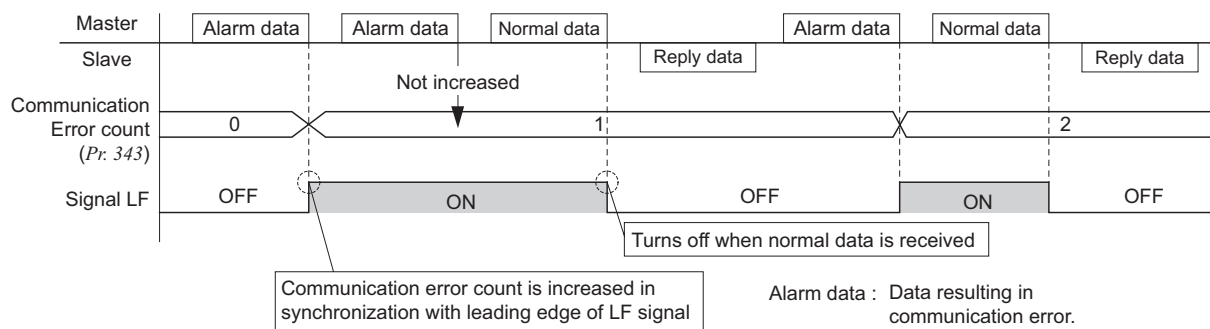 Master Alarm data Alarm data Normal data Alarm data Normal data
Slave Reply data Reply data
Not increased
Communication
Error count
(Pr. 343)
0 1 2
Signal LF OFF ON OFF ON OFF
Turns off when normal data is received
Communication error count is increased in
synchronization with leading edge of LF signal
Alarm data : Data resulting in
communication error.